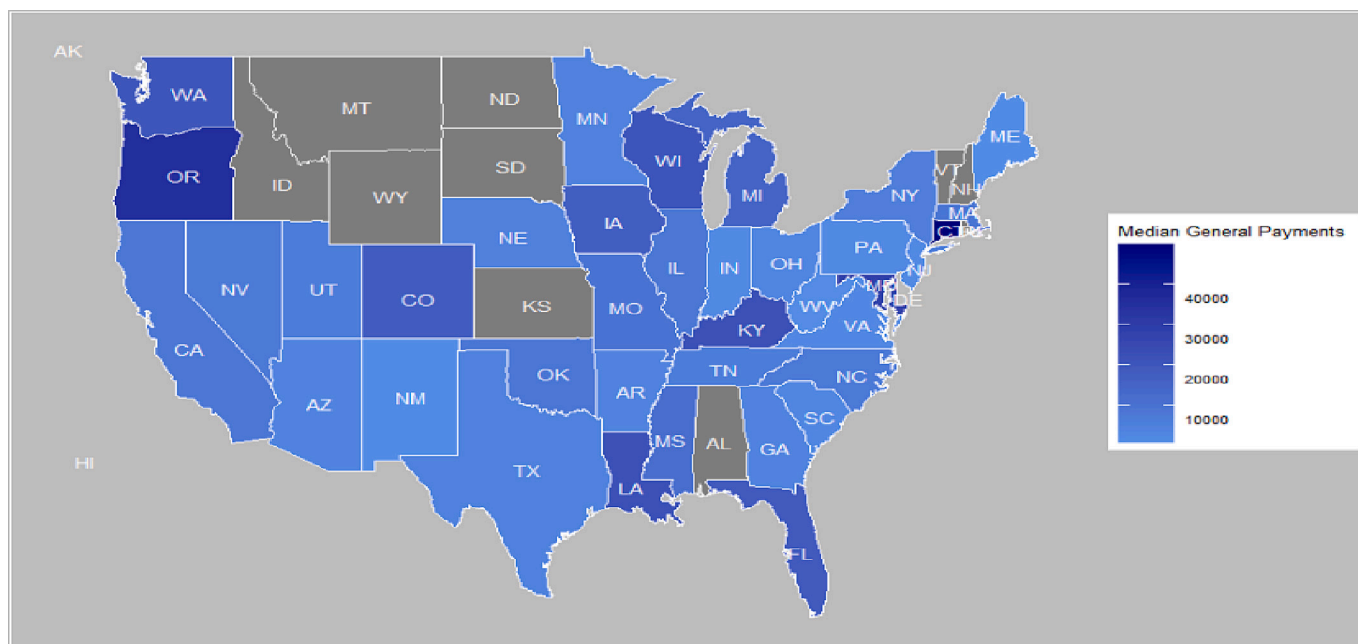 AK
WA
MT
ND
MN
ME
OR
ID
SD
WI
VT
NH
WY
MI
NY
MA
IA
CT
NE
PA
NV
UT
CO
IL
IN
OH
NJ
KS
MO
WV
MD
DE
CA
KY
VA
OK
TN
NC
AZ
NM
AR
SC
MS
AL
GA
HI
TX
LA
FL
Median General Payments
40000
30000
20000
10000